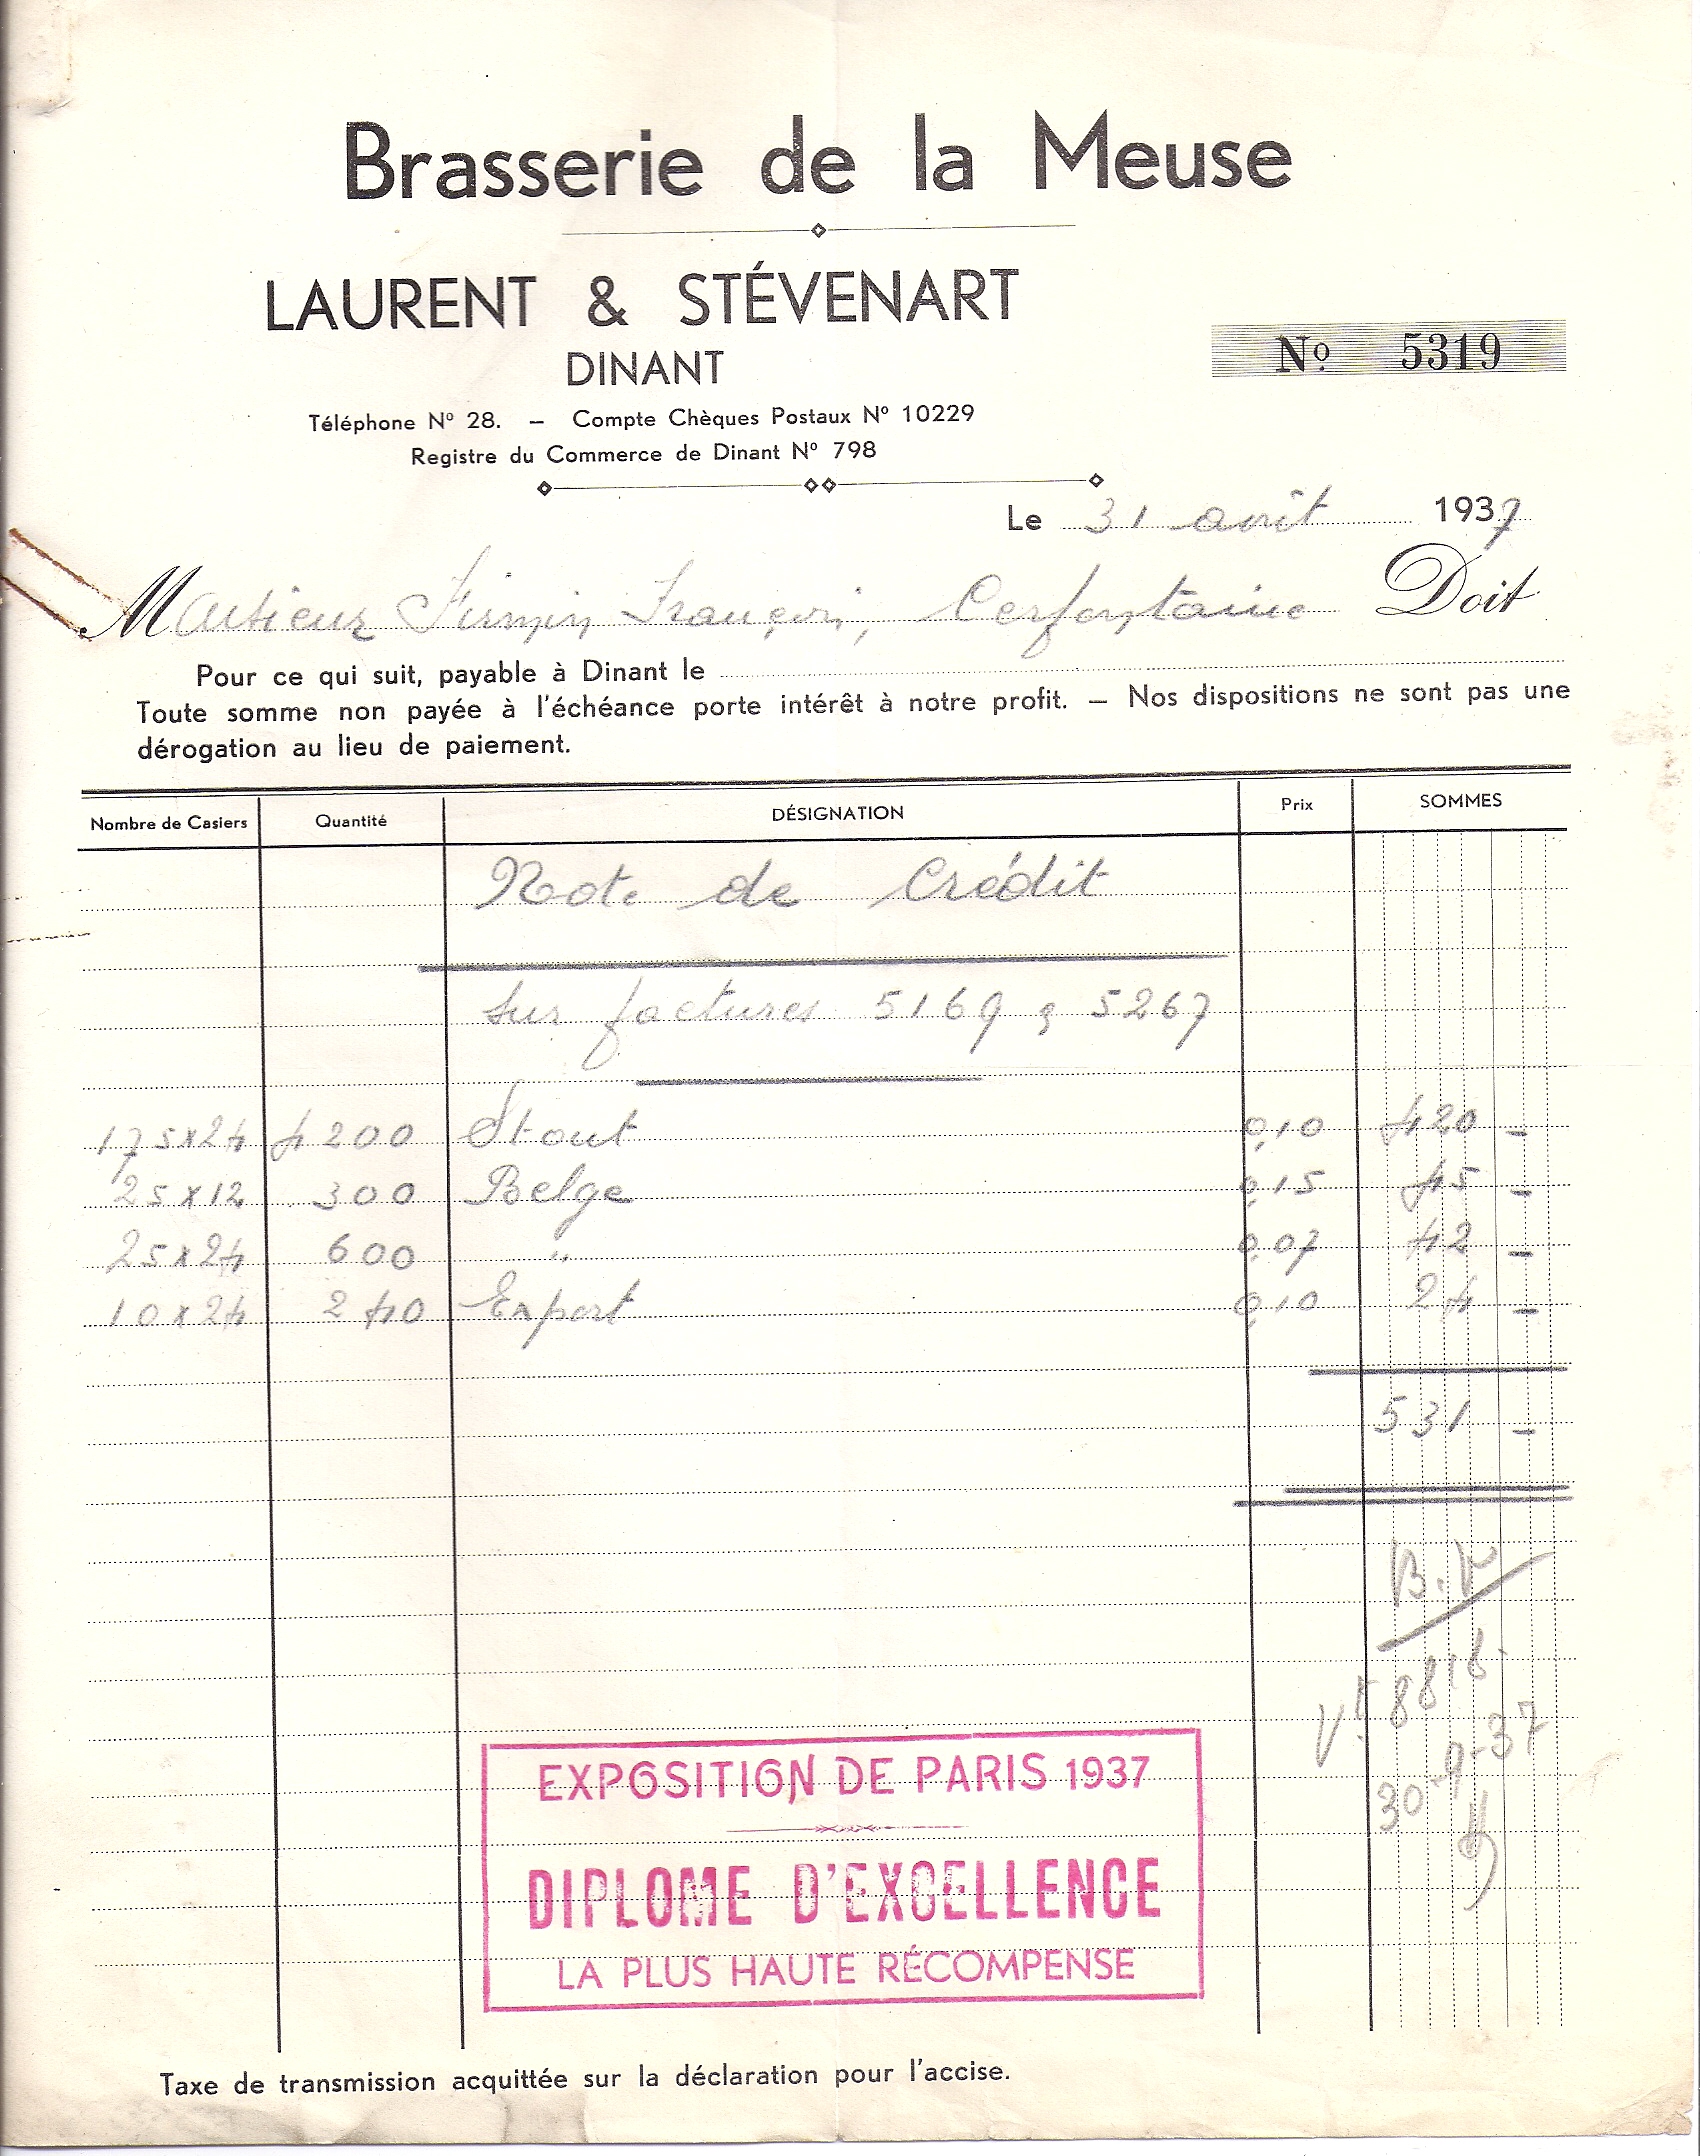 Brasserie de la Meuse
LAURENT & STÉVENART
DINANT
Nº 5319
Téléphone Nº 28. – Compte Chèques Postaux Nº 10229
Registre du Commerce de Dinant Nº 798
Le 31 août 1937
Monsieur Firmin François, Cerfontaine Doit
Pour ce qui suit, payable à Dinant le
Toute somme non payée à l'échéance porte intérêt à notre profit. – Nos dispositions ne sont pas une
dérogation au lieu de paiement.
Nombre de Casiers Quantité DÉSIGNATION Prix SOMMES
Note de Crédit
sur factures 5169 & 5267
175x24 4200 Stout 0,10 420 –
25x12 300 Belge 0,15 45 –
25x24 600 " 0,07 42 –
10x24 240 Export 0,10 24 –
531 –
B.V
Vt 8816
30-9-37
EXPOSITION DE PARIS 1937
DIPLOME D'EXCELLENCE
LA PLUS HAUTE RÉCOMPENSE
Taxe de transmission acquittée sur la déclaration pour l'accise.